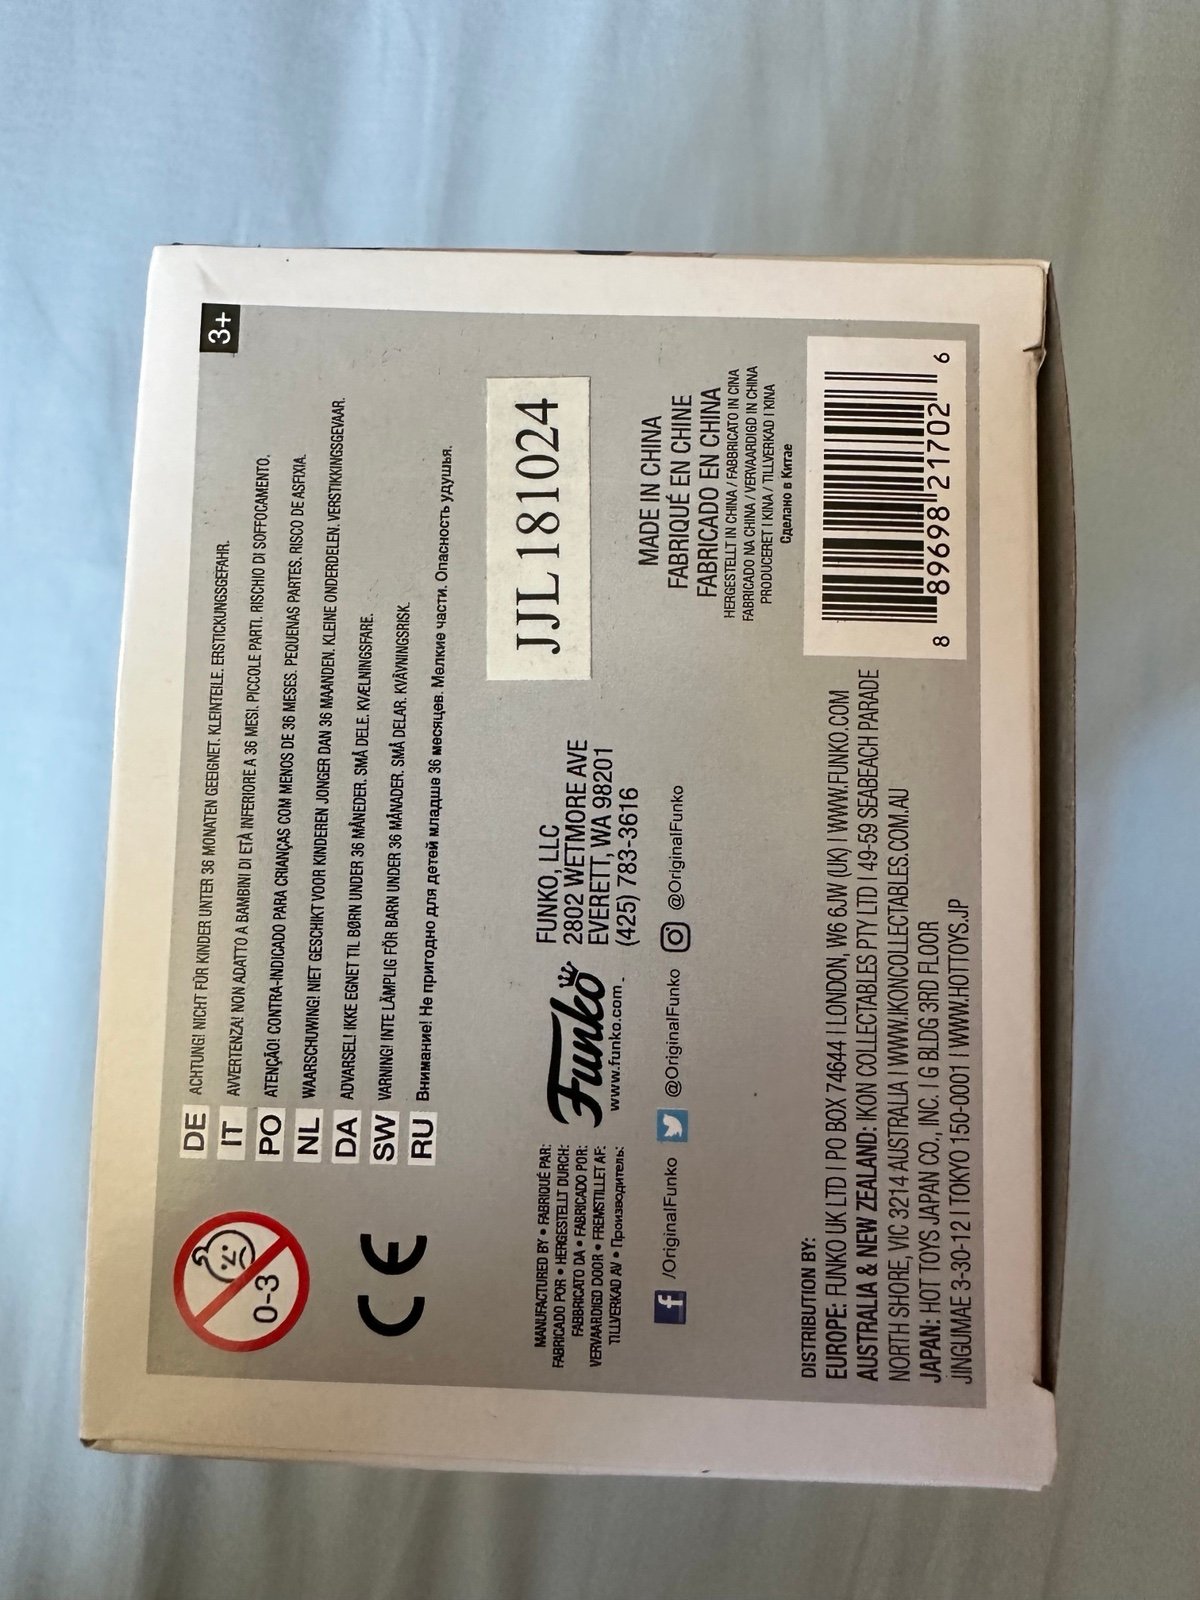 3+
0-3
DE ACHTUNG! NICHT FÜR KINDER UNTER 36 MONATEN GEEIGNET. KLEINTEILE. ERSTICKUNGSGEFAHR.
IT AVVERTENZA! NON ADATTO A BAMBINI DI ETÀ INFERIORE A 36 MESI. PICCOLE PARTI. RISCHIO DI SOFFOCAMENTO.
PO ATENÇÃO! CONTRA-INDICADO PARA CRIANÇAS COM MENOS DE 36 MESES. PEQUENAS PARTES. RISCO DE ASFIXIA.
NL WAARSCHUWING! NIET GESCHIKT VOOR KINDEREN JONGER DAN 36 MAANDEN. KLEINE ONDERDELEN. VERSTIKKINGSGEVAAR.
DA ADVARSEL! IKKE EGNET TIL BØRN UNDER 36 MÅNEDER. SMÅ DELE. KVÆLNINGSFARE.
SW VARNING! INTE LÄMPLIG FÖR BARN UNDER 36 MÅNADER. SMÅ DELAR. KVÄVNINGSRISK.
RU Внимание! Не пригодно для детей младше 36 месяцев. Мелкие части. Опасность удушья.
CE
JJL181024
MANUFACTURED BY • FABRIQUÉ PAR:
FABRICADO POR • HERGESTELLT DURCH:
FABBRICATO DA • FABRICADO POR:
VERVAARDIGD DOOR • FREMSTILLET AF:
TILLVERKAD AV • Производитель:
Funko
www.funko.com
FUNKO, LLC
2802 WETMORE AVE
EVERETT, WA 98201
(425) 783-3616
/OriginalFunko @OriginalFunko @OriginalFunko
MADE IN CHINA
FABRIQUÉ EN CHINE
FABRICADO EN CHINA
HERGESTELLT IN CHINA / FABBRICATO IN CINA
FABRICADO NA CHINA / VERVAARDIGD IN CHINA
PRODUCERET I KINA / TILLVERKAD I KINA
Сделано в Китае
DISTRIBUTION BY:
EUROPE: FUNKO UK LTD I PO BOX 74644 I LONDON, W6 6JW (UK) I WWW.FUNKO.COM
AUSTRALIA & NEW ZEALAND: IKON COLLECTABLES PTY LTD I 49-59 SEABEACH PARADE
NORTH SHORE, VIC 3214 AUSTRALIA I WWW.IKONCOLLECTABLES.COM.AU
JAPAN: HOT TOYS JAPAN CO., INC. I G BLDG 3RD FLOOR
JINGUMAE 3-30-12 I TOKYO 150-0001 I WWW.HOTTOYS.JP
8 89698 21702 6